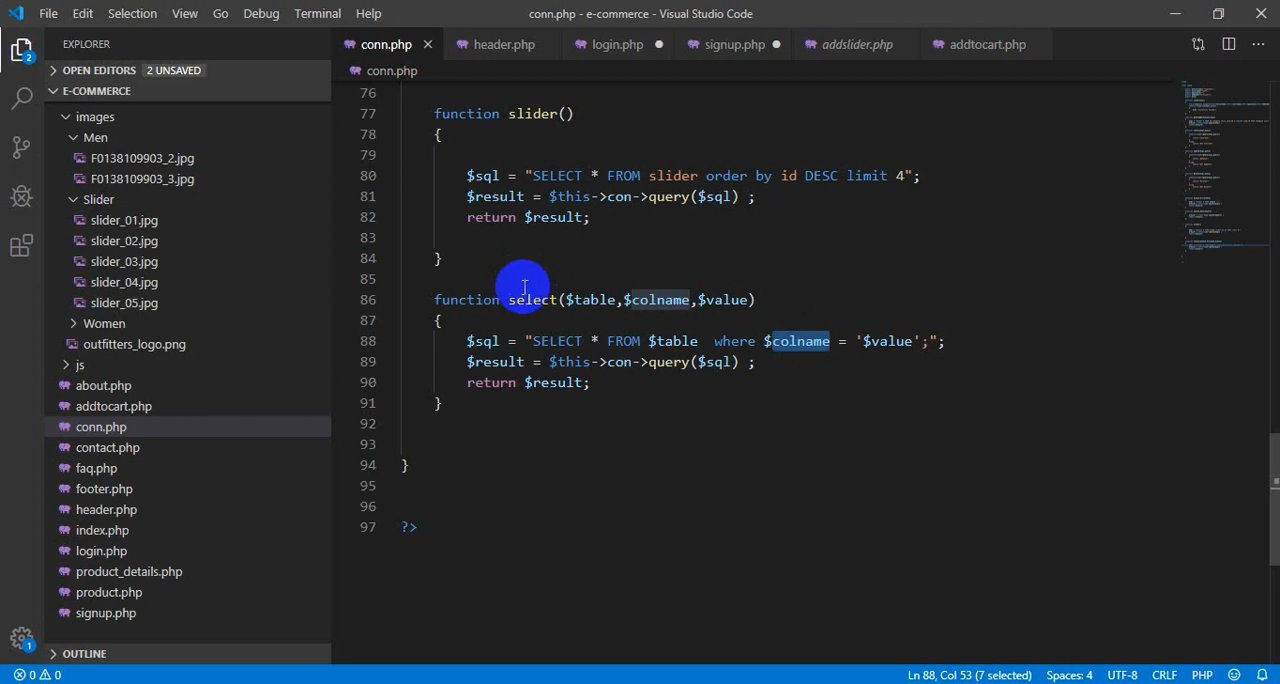 File Edit Selection View Go Debug Terminal Help conn.php - e-commerce - Visual Studio Code
EXPLORER
OPEN EDITORS 2 UNSAVED
E-COMMERCE
images
Men
F0138109903_2.jpg
F0138109903_3.jpg
Slider
slider_01.jpg
slider_02.jpg
slider_03.jpg
slider_04.jpg
slider_05.jpg
Women
outfitters_logo.png
js
about.php
addtocart.php
conn.php
contact.php
faq.php
footer.php
header.php
index.php
login.php
product_details.php
product.php
signup.php
OUTLINE
2
1
conn.php header.php login.php signup.php addslider.php addtocart.php
conn.php
76
77 function slider()
78 {
79
80 $sql = "SELECT * FROM slider order by id DESC limit 4";
81 $result = $this->con->query($sql) ;
82 return $result;
83
84 }
85
86 function select($table,$colname,$value)
87 {
88 $sql = "SELECT * FROM $table  where $colname = '$value';";
89 $result = $this->con->query($sql) ;
90 return $result;
91 }
92
93
94 }
95
96
97 ?>
0 0 Ln 88, Col 53 (7 selected) Spaces: 4 UTF-8 CRLF PHP